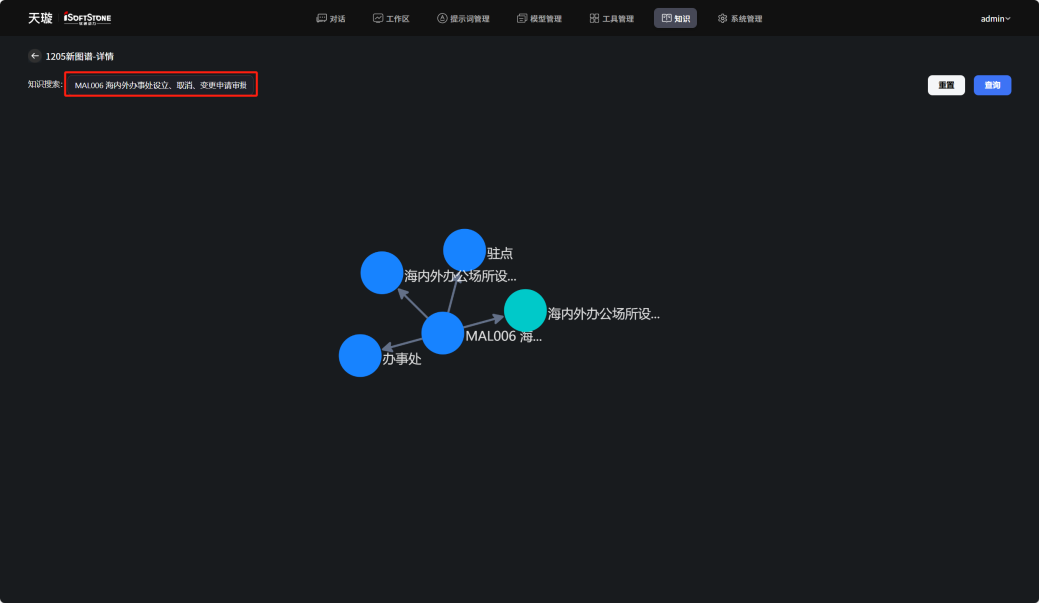 天璇 iSoftStone 对话 工作区 提示词管理 模型管理 工具管理 知识 系统管理 admin
1205新图谱-详情
知识搜索: MAL006 海内外办事处设立、取消、变更申请审批 重置 查询
驻点
海内外办公场所设...
海内外办公场所设...
MAL006 海...
办事处